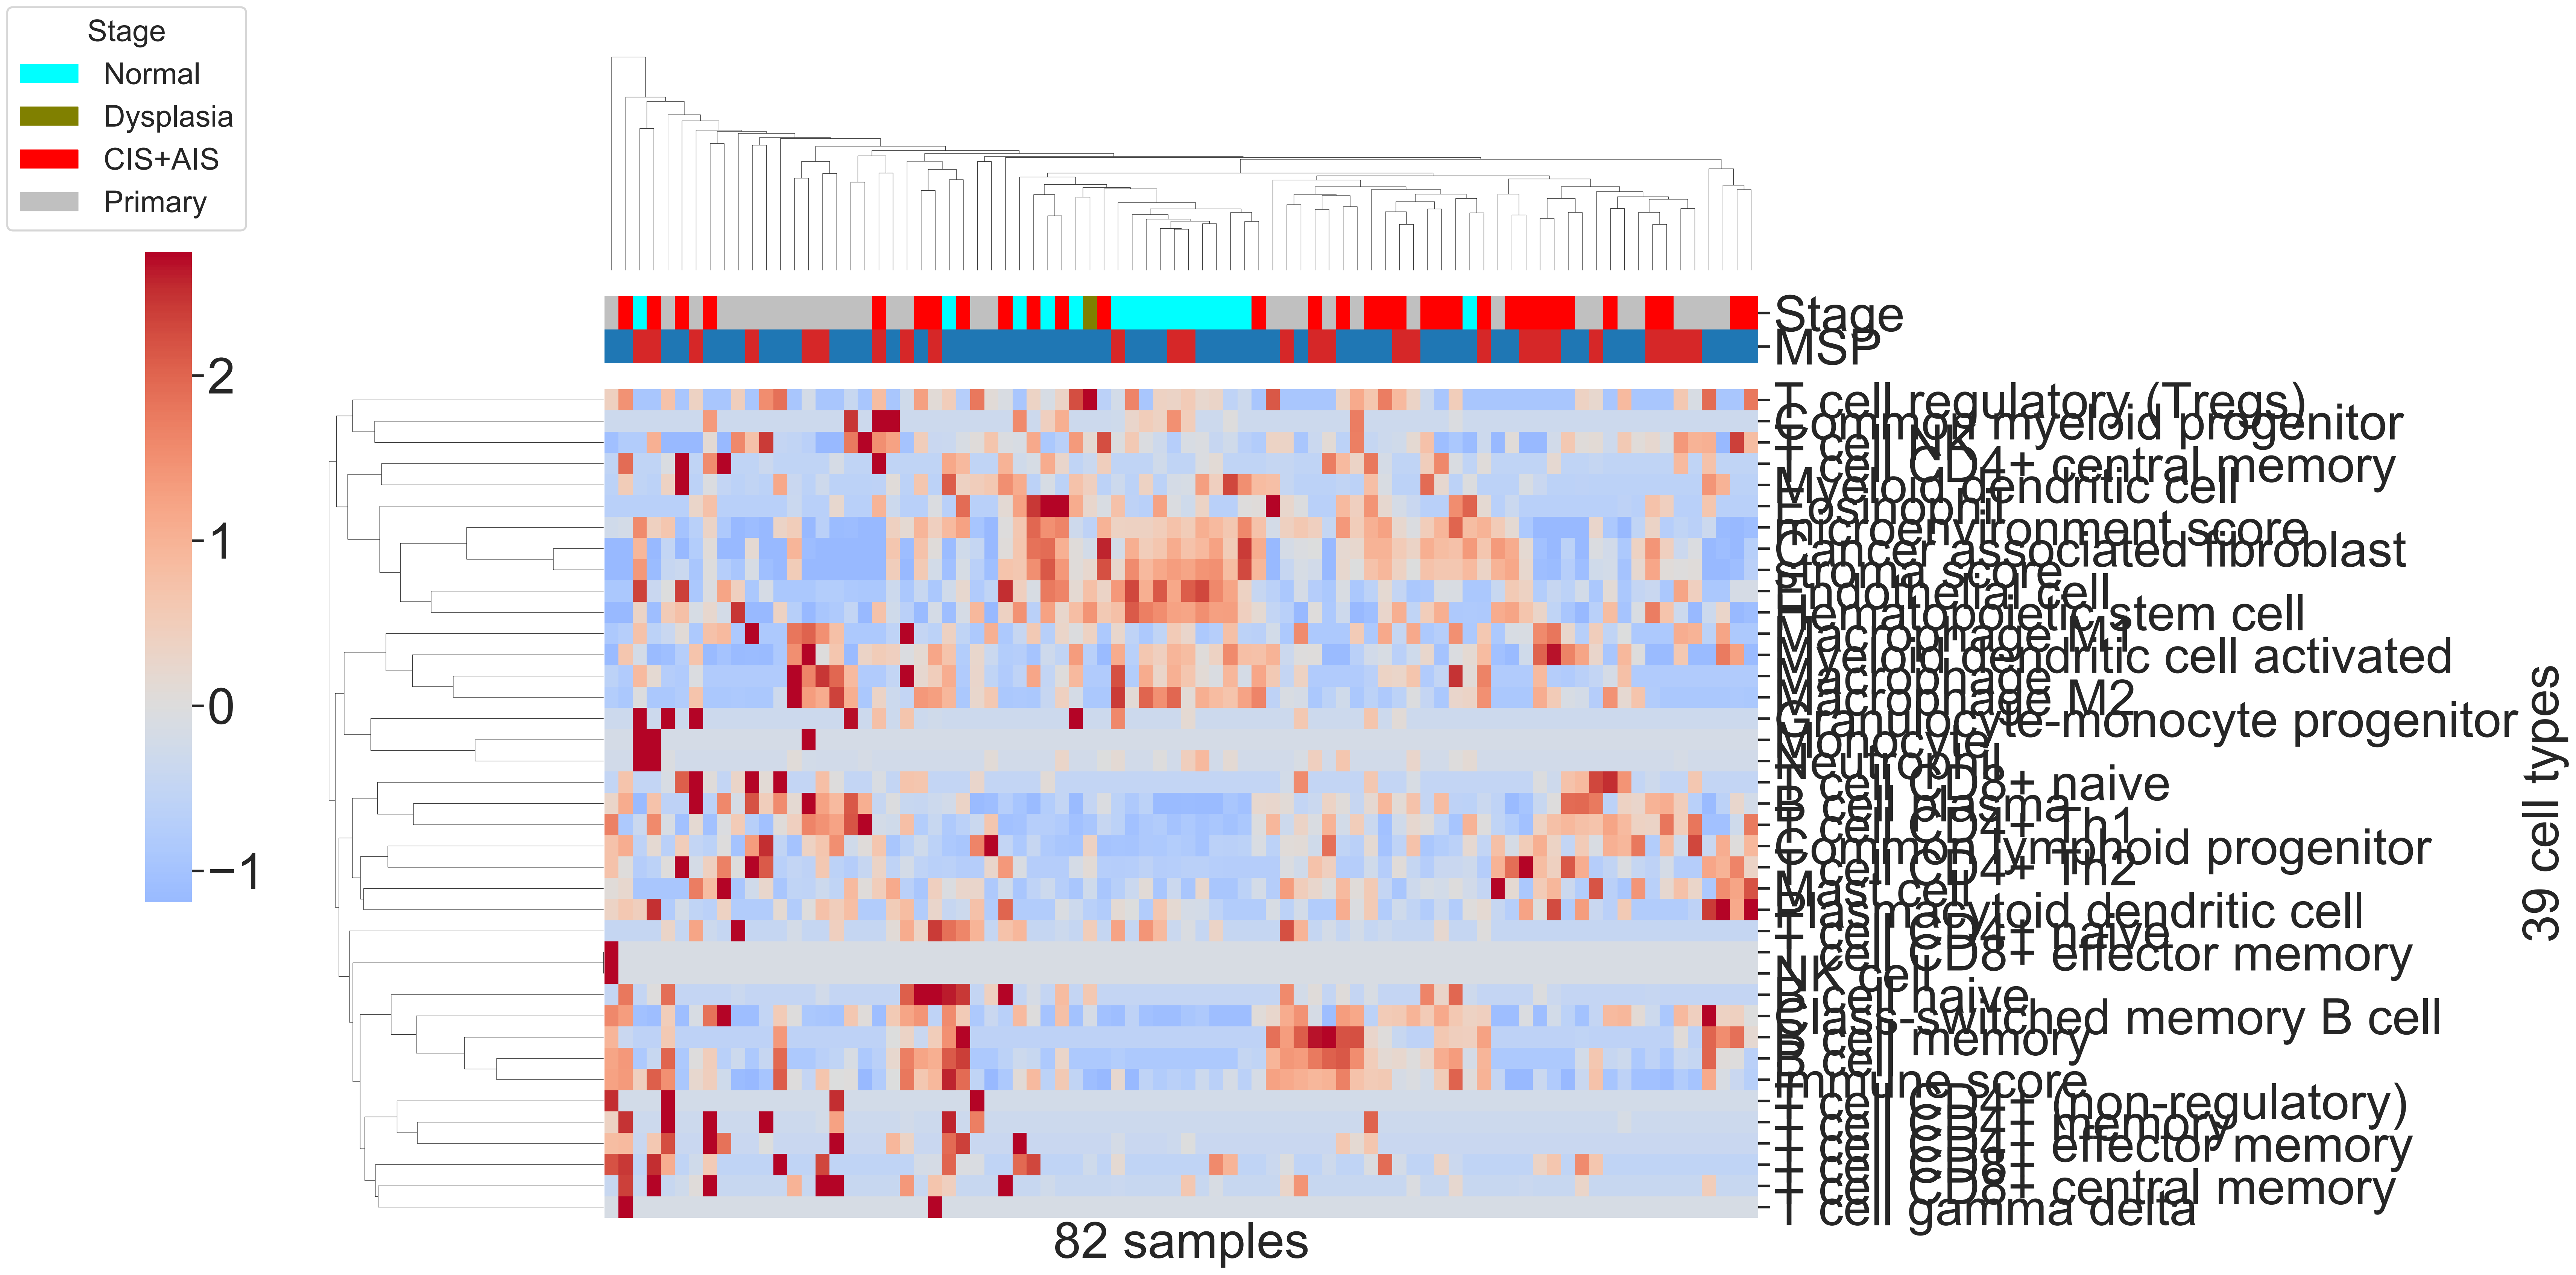 Stage
Normal
Dysplasia
CIS+AIS
Primary
2
1
0
−1
Stage
MSP
T cell regulatory (Tregs)
Common myeloid progenitor
T cell NK
T cell CD4+ central memory
Myeloid dendritic cell
Eosinophil
microenvironment score
Cancer associated fibroblast
stroma score
Endothelial cell
Hematopoietic stem cell
Macrophage M1
Myeloid dendritic cell activated
Macrophage
Macrophage M2
Granulocyte-monocyte progenitor
Monocyte
Neutrophil
T cell CD8+ naive
B cell plasma
T cell CD4+ Th1
Common lymphoid progenitor
T cell CD4+ Th2
Mast cell
Plasmacytoid dendritic cell
T cell CD4+ naive
T cell CD8+ effector memory
NK cell
B cell naive
Class-switched memory B cell
B cell memory
B cell
immune score
T cell CD4+ (non-regulatory)
T cell CD4+ memory
T cell CD4+ effector memory
T cell CD8+
T cell CD8+ central memory
T cell gamma delta
39 cell types
82 samples